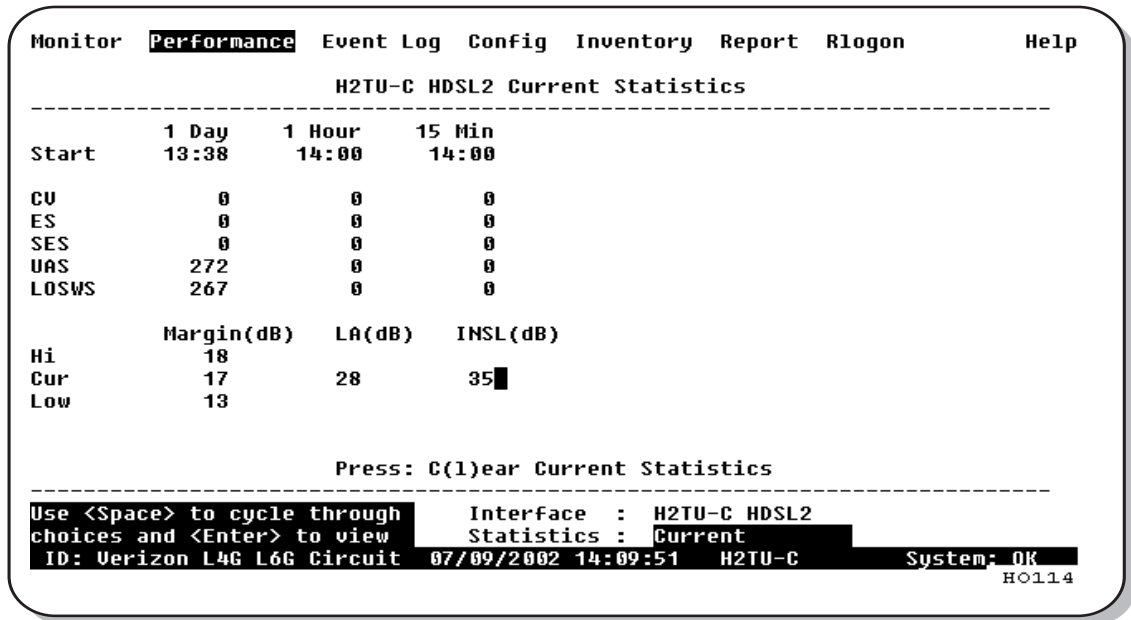 Monitor Performance Event Log Config Inventory Report Rlogon Help
H2TU-C HDSL2 Current Statistics
1 Day 1 Hour 15 Min
Start 13:38 14:00 14:00
CV 0 0 0
ES 0 0 0
SES 0 0 0
UAS 272 0 0
LOSWS 267 0 0
Margin(dB) LA(dB) INSL(dB)
Hi 18
Cur 17 28 35
Low 13
Press: C(l)ear Current Statistics
Use <Space> to cycle through Interface : H2TU-C HDSL2
choices and <Enter> to view Statistics : Current
ID: Verizon L4G L6G Circuit 07/09/2002 14:09:51 H2TU-C System: OK
HO114